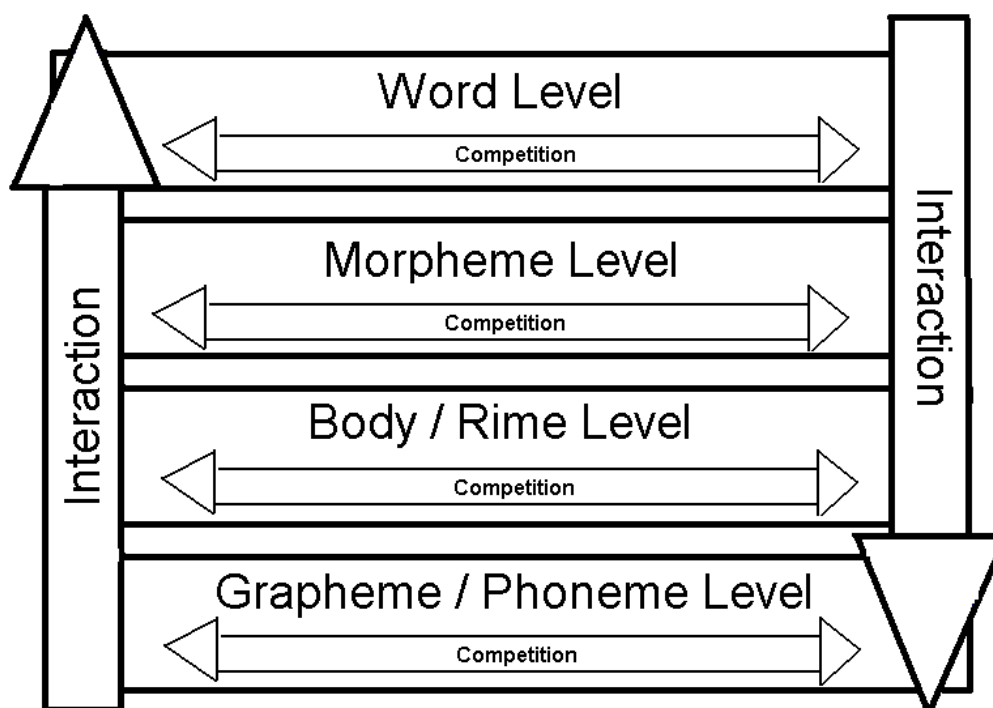 Word Level
Competition
Morpheme Level
Competition
Body / Rime Level
Competition
Grapheme / Phoneme Level
Competition
Interaction
Interaction